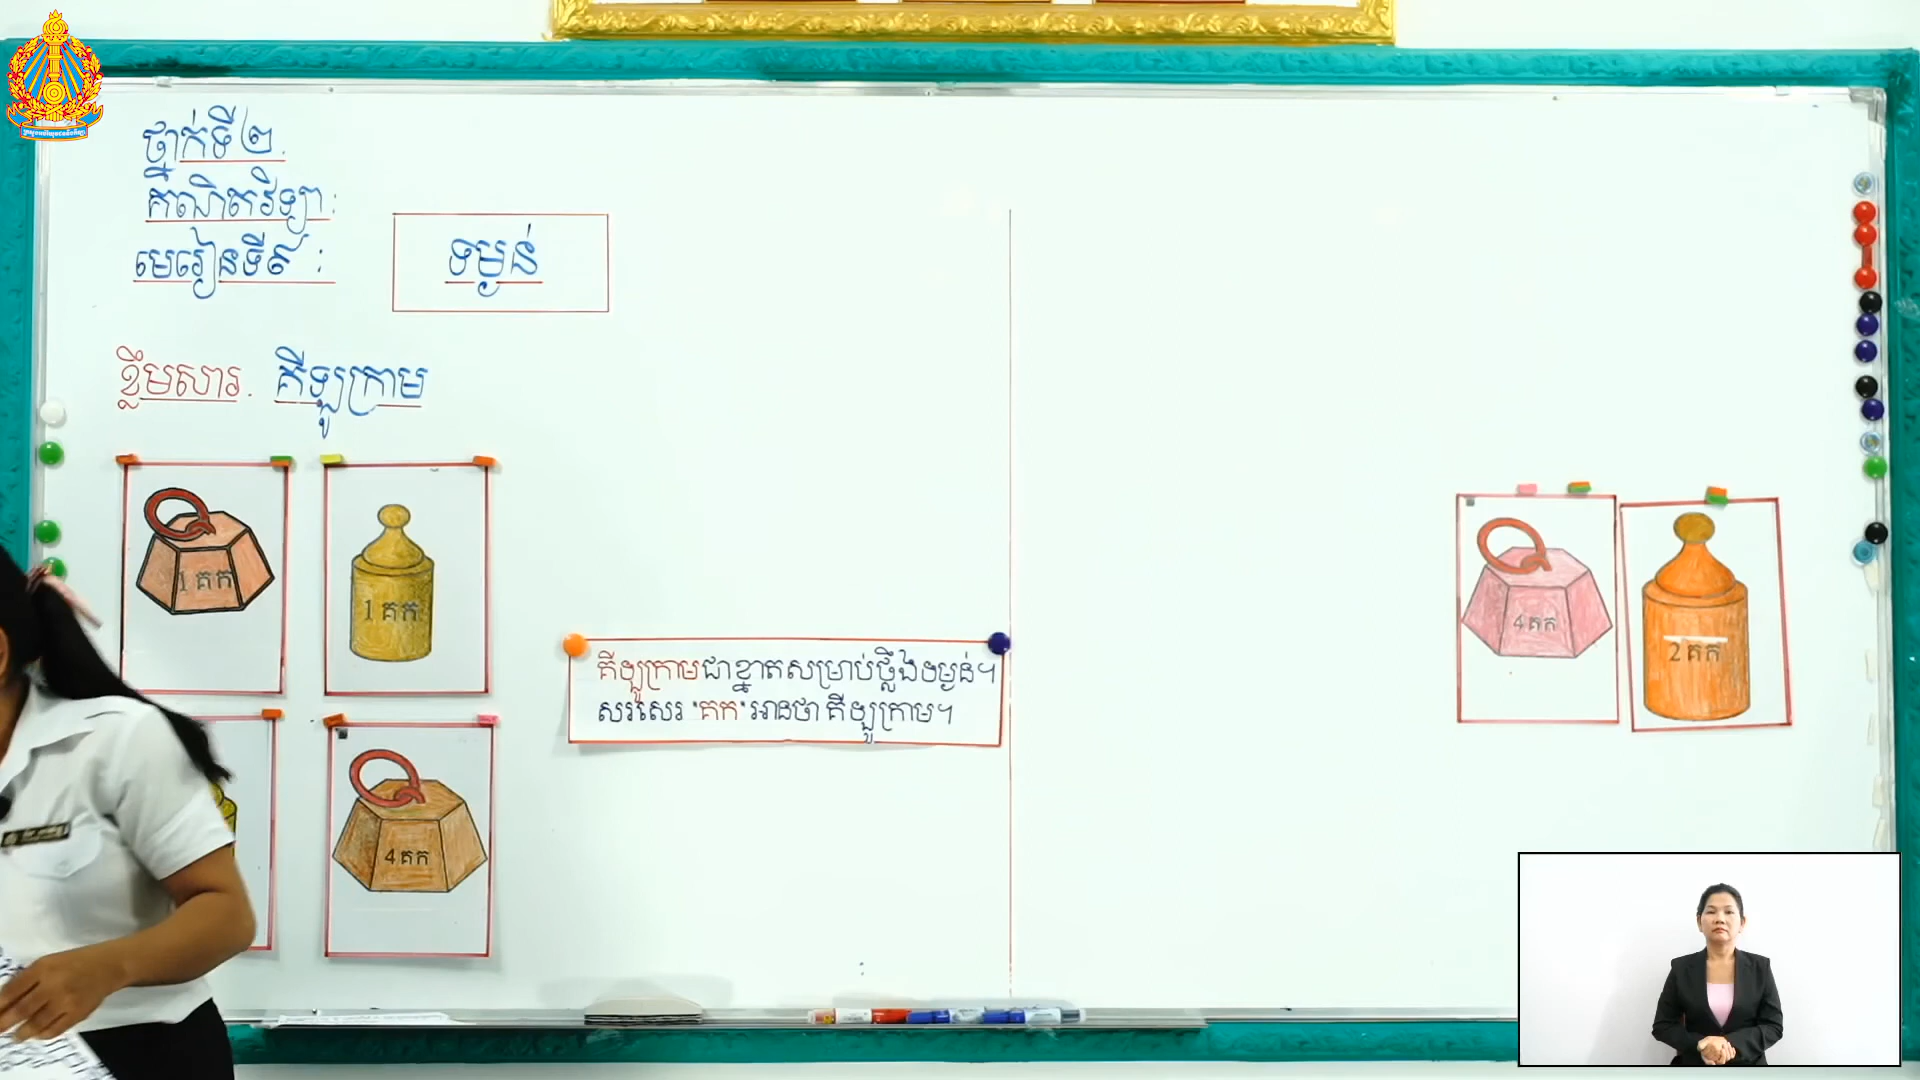 ថ្នាក់ទី២.
គណិតវិទ្យា:
មេរៀនទី៩ :
ទម្ងន់
ខ្លឹមសារ. គីឡូក្រាម
1 គក
1 គក
4 គក
គីឡូក្រាមជាខ្នាតសម្រាប់ថ្លឹងទម្ងន់។
សរសេរ "គក" អានថា គីឡូក្រាម។
4 គក
2 គក